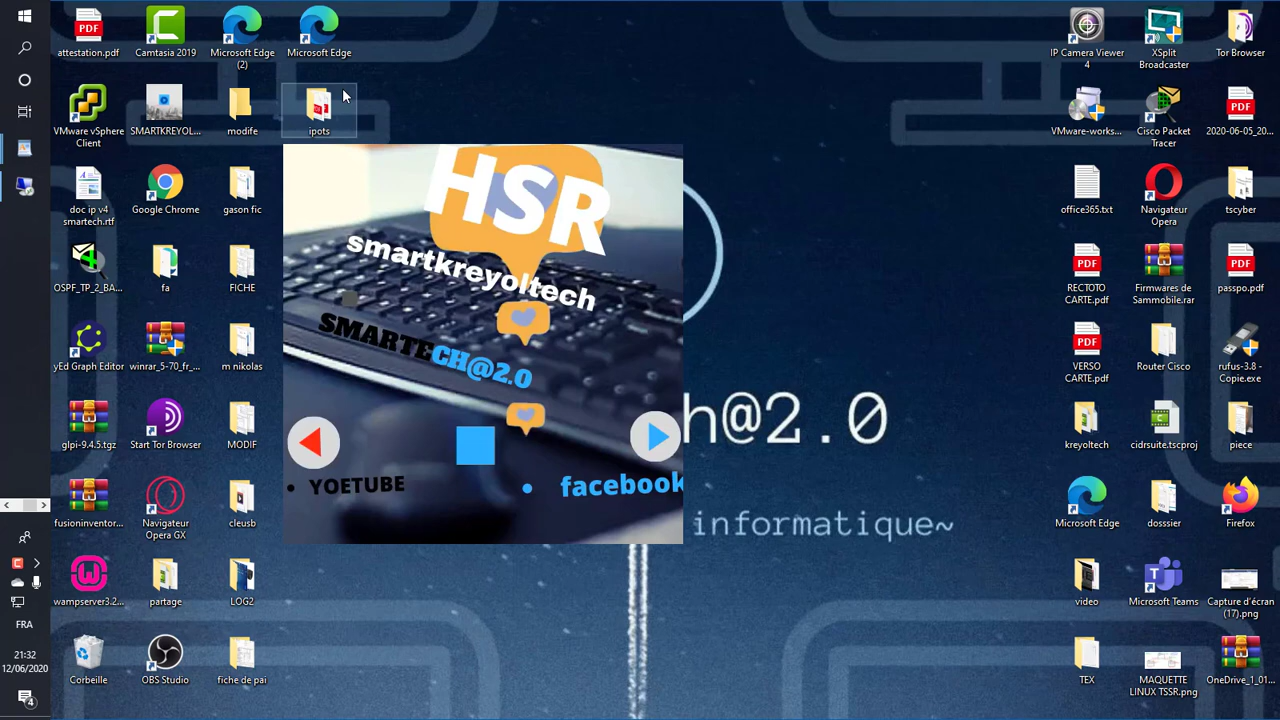 attestation.pdf
Camtasia 2019
Microsoft Edge (2)
Microsoft Edge
IP Camera Viewer 4
XSplit Broadcaster
Tor Browser
VMware vSphere Client
SMARTKREYOL...
modife
ipots
VMware-works...
Cisco Packet Tracer
2020-06-05_20...
doc ip v4 smartech.rtf
Google Chrome
gason fic
office365.txt
Navigateur Opera
tscyber
OSPF_TP_2_BA...
fa
FICHE
RECTOTO CARTE.pdf
Firmwares de Sammobile.rar
passpo.pdf
yEd Graph Editor
winrar_5-70_fr_...
m nikolas
VERSO CARTE.pdf
Router Cisco
rufus-3.8 - Copie.exe
glpi-9.4.5.tgz
Start Tor Browser
MODIF
kreyoltech
cidrsuite.tscproj
piece
fusioninventor...
Navigateur Opera GX
cleusb
Microsoft Edge
dosssier
Firefox
wampserver3.2...
partage
LOG2
video
Microsoft Teams
Capture d'écran (17).png
Corbeille
OBS Studio
fiche de pai
TEX
MAQUETTE LINUX TSSR.png
OneDrive_1_01...
HSR
smartkreyoltech
SMARTECH@2.0
• YOETUBE
• facebook
h@2.0
informatique~
FRA
21:32
12/06/2020
4